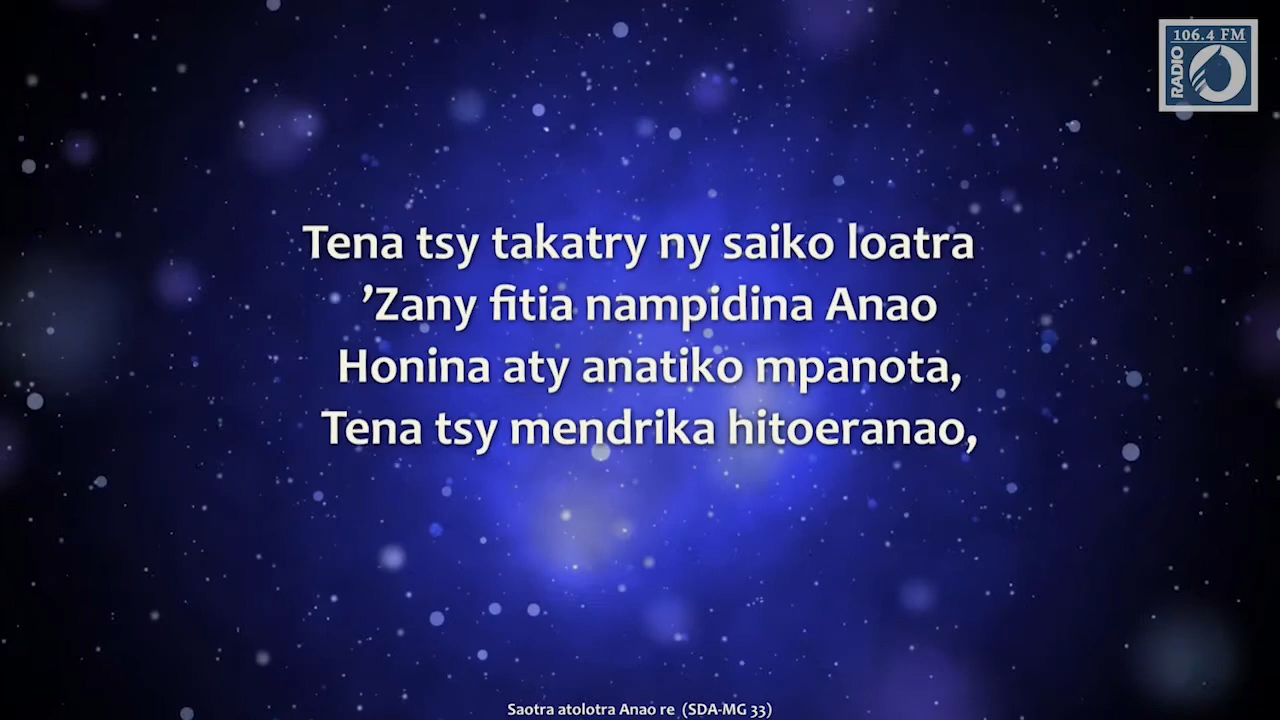 106.4 FM
RADIO
Tena tsy takatry ny saiko loatra
’Zany fitia nampidina Anao
Honina aty anatiko mpanota,
Tena tsy mendrika hitoeranao,
Saotra atolotra Anao re (SDA-MG 33)